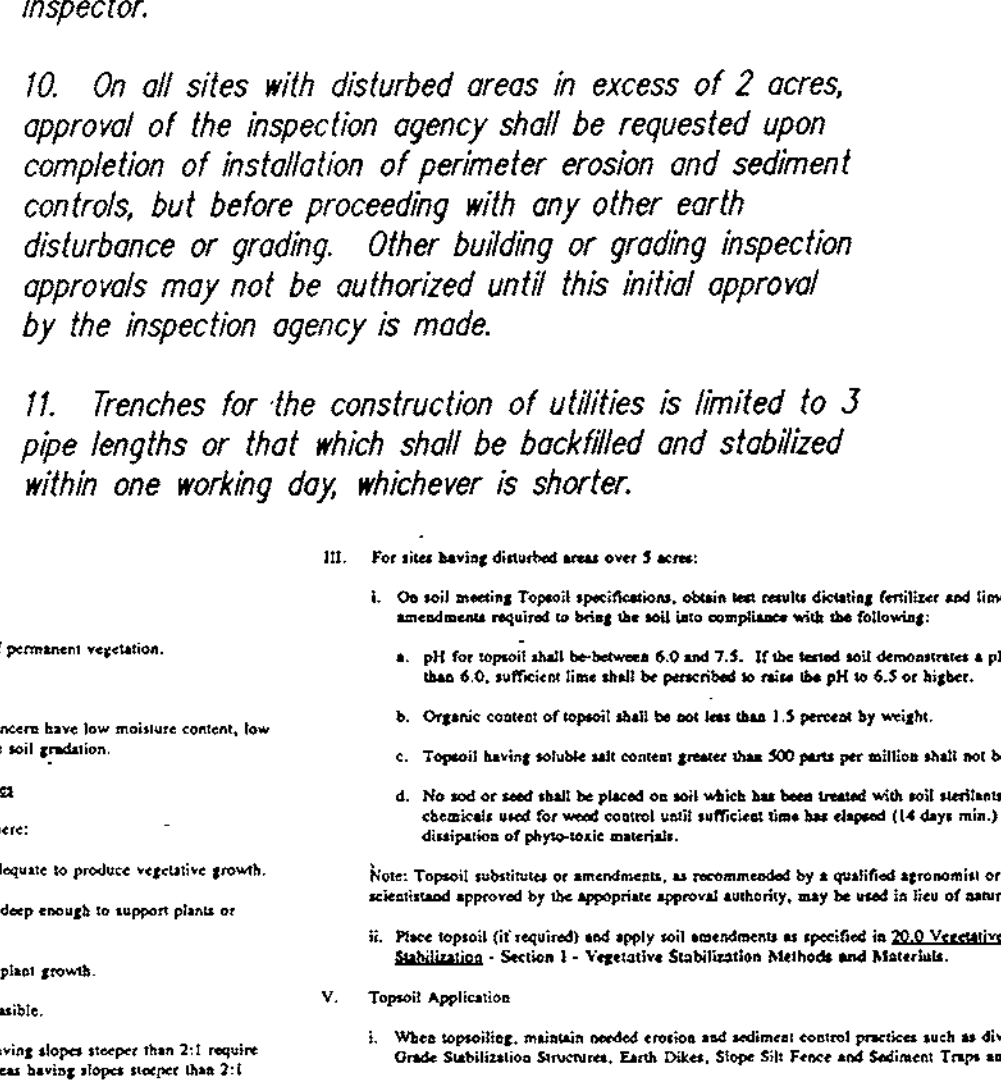 inspector.
10. On all sites with disturbed areas in excess of 2 acres,
approval of the inspection agency shall be requested upon
completion of installation of perimeter erosion and sediment
controls, but before proceeding with any other earth
disturbance or grading. Other building or grading inspection
approvals may not be authorized until this initial approval
by the inspection agency is made.
11. Trenches for the construction of utilities is limited to 3
pipe lengths or that which shall be backfilled and stabilized
within one working day, whichever is shorter.
permanent vegetation.
ncern have low moisture content, low
soil gradation.
ere:
lequate to produce vegetative growth.
deep enough to support plants or
plant growth.
asible.
aving slopes steeper than 2:1 require
eas having slopes steeper than 2:1
III. For sites having disturbed areas over 5 acres:
i. On soil meeting Topsoil specifications, obtain test results dictating fertilizer and lime
amendments required to bring the soil into compliance with the following:
a. pH for topsoil shall be-between 6.0 and 7.5. If the tested soil demonstrates a pH
than 6.0, sufficient lime shall be perscribed to raise the pH to 6.5 or higher.
b. Organic content of topsoil shall be not less than 1.5 percent by weight.
c. Topsoil having soluble salt content greater than 500 parts per million shall not b
d. No sod or seed shall be placed on soil which has been treated with soil sterilants
chemicals used for weed control until sufficient time has elapsed (14 days min.)
dissipation of phyto-toxic materials.
Note: Topsoil substitutes or amendments, as recommended by a qualified agronomist or
scientistand approved by the appopriate approval authority, may be used in lieu of natur
ii. Place topsoil (if required) and apply soil amendments as specified in 20.0 Vegetative
Stabilization - Section I - Vegetative Stabilization Methods and Materials.
V. Topsoil Application
i. When topsoiling, maintain needed erosion and sediment control practices such as div
Grade Stabilization Structures, Earth Dikes, Slope Silt Fence and Sediment Traps an